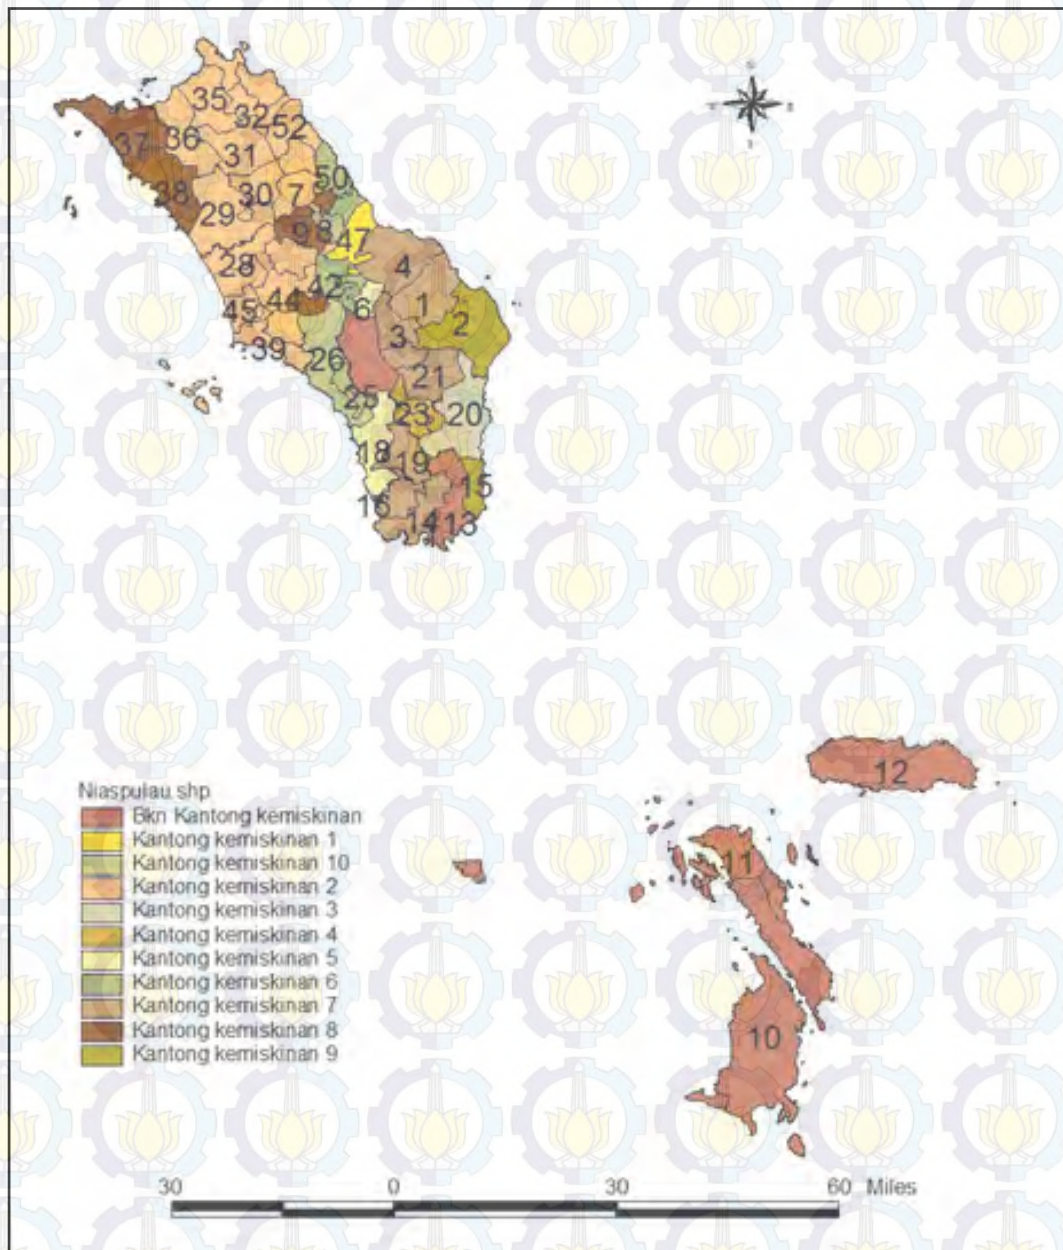 35
32
52
37
36
31
50
38
30
7
29
9
8
47
28
4
42
44
45
6
1
2
3
39
26
21
25
23
20
18
19
15
16
14
13
12
Niaspulau.shp
Bkn Kantong kemiskinan
Kantong kemiskinan 1
Kantong kemiskinan 10
Kantong kemiskinan 2
Kantong kemiskinan 3
Kantong kemiskinan 4
Kantong kemiskinan 5
Kantong kemiskinan 6
Kantong kemiskinan 7
Kantong kemiskinan 8
Kantong kemiskinan 9
11
10
30 0 30 60 Miles